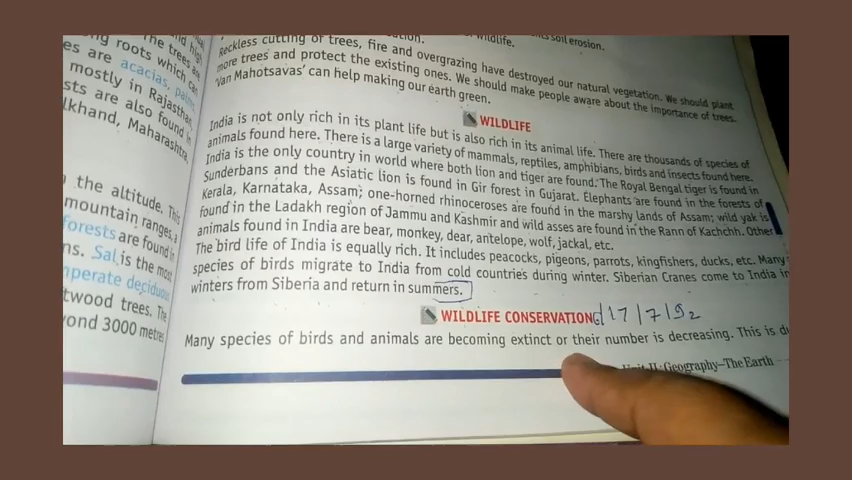 ng roots which can
The trees are
es are acacias, palms,
mostly in Rajasthan
sts are also found in
lkhand, Maharashtra,
the altitude. This
mountain ranges, a
forests are found in
ns. Sal is the most
mperate deciduous
twood trees. The
yond 3000 metres
wildlife.
soil erosion.
Reckless cutting of trees, fire and overgrazing have destroyed our natural vegetation. We should plant
more trees and protect the existing ones. We should make people aware about the importance of trees.
'Van Mahotsavas' can help making our earth green.
WILDLIFE
India is not only rich in its plant life but is also rich in its animal life. There are thousands of species of
animals found here. There is a large variety of mammals, reptiles, amphibians, birds and insects found here.
India is the only country in world where both lion and tiger are found. The Royal Bengal tiger is found in
Sunderbans and the Asiatic lion is found in Gir forest in Gujarat. Elephants are found in the forests of
Kerala, Karnataka, Assam; one-horned rhinoceroses are found in the marshy lands of Assam; wild yak is
found in the Ladakh region of Jammu and Kashmir and wild asses are found in the Rann of Kachchh. Other
animals found in India are bear, monkey, dear, antelope, wolf, jackal, etc.
The bird life of India is equally rich. It includes peacocks, pigeons, parrots, kingfishers, ducks, etc. Many
species of birds migrate to India from cold countries during winter. Siberian Cranes come to India in
winters from Siberia and return in summers.
WILDLIFE CONSERVATION
Many species of birds and animals are becoming extinct or their number is decreasing. This is
Unit-II: Geography–The Earth